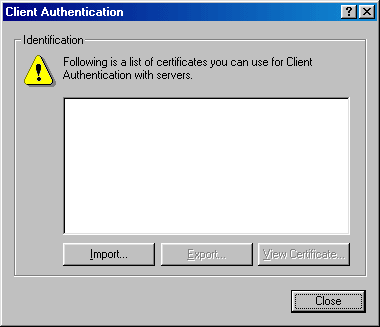 Client Authentication
Identification
Following is a list of certificates you can use for Client
Authentication with servers.
Import... Export... View Certificate...
Close